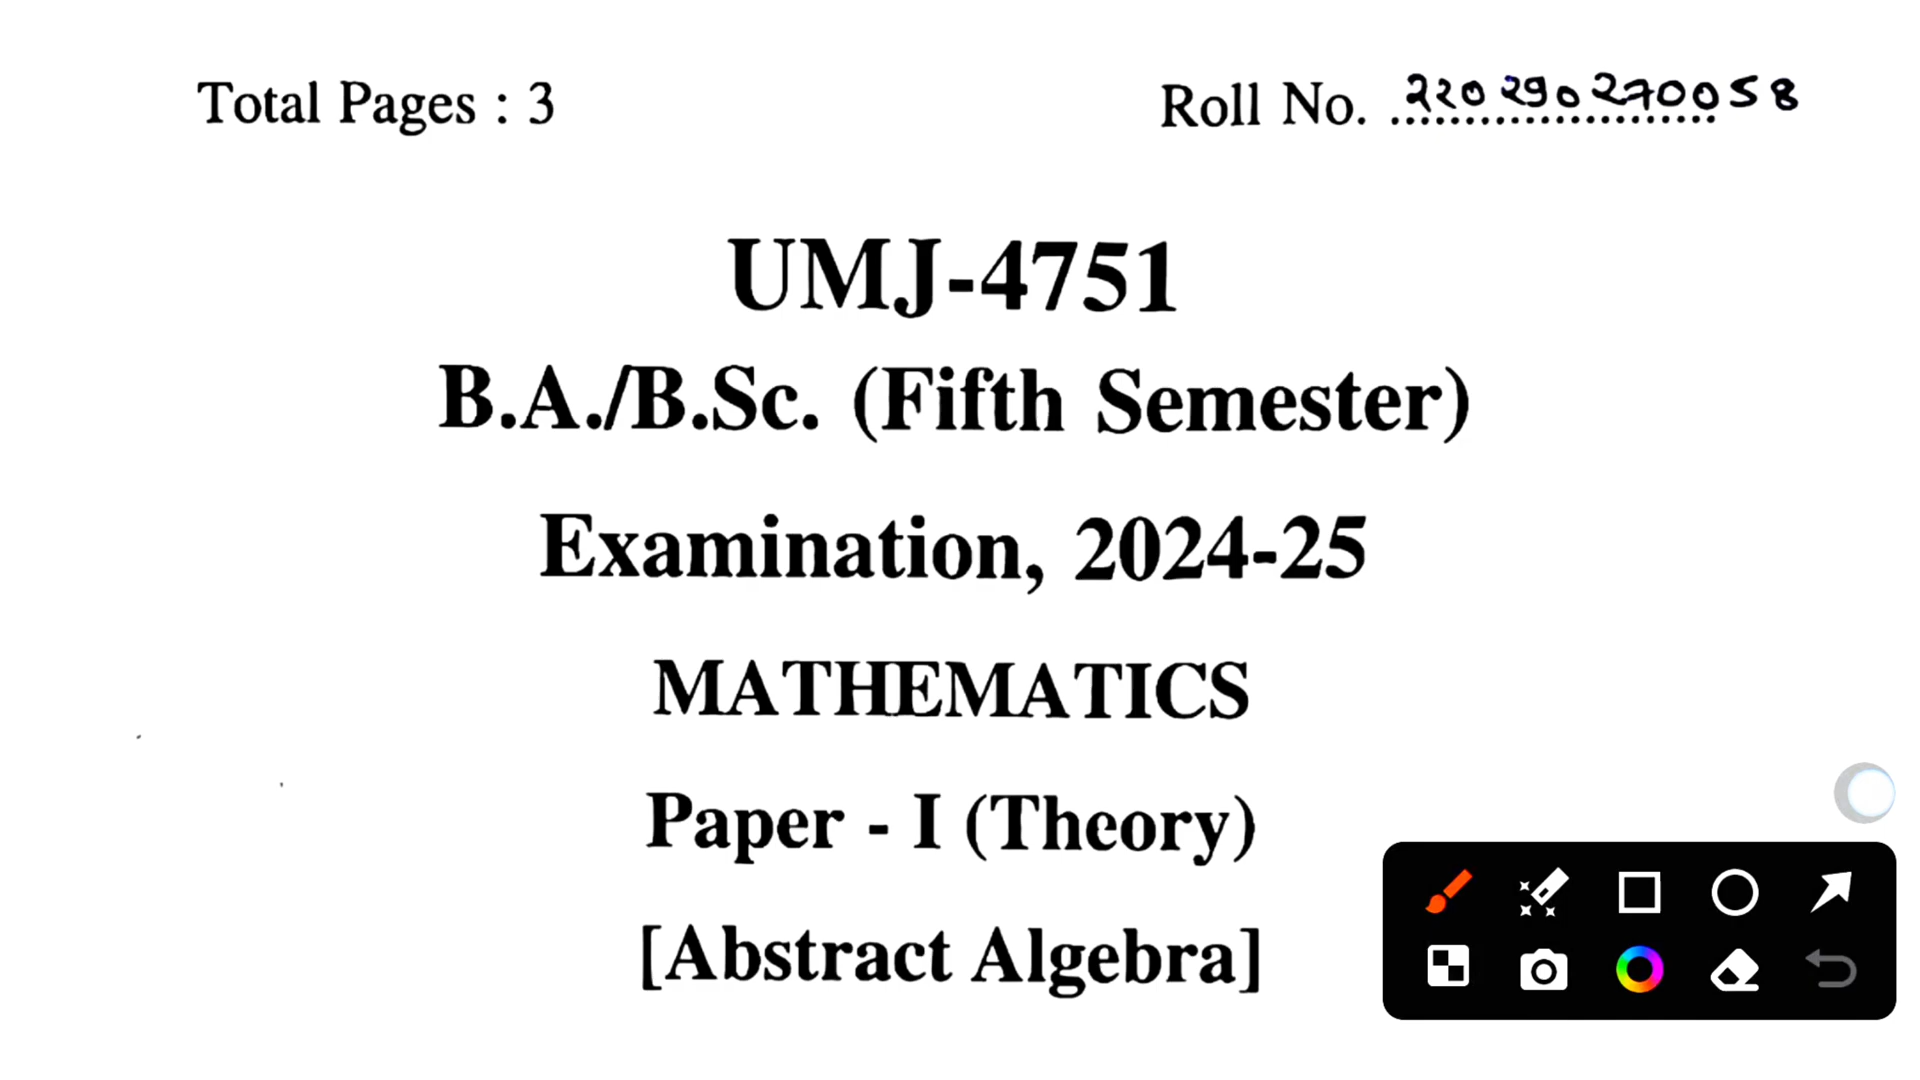 Total Pages : 3 Roll No. 220290270058
UMJ-4751
B.A./B.Sc. (Fifth Semester)
Examination, 2024-25
MATHEMATICS
Paper - I (Theory)
[Abstract Algebra]